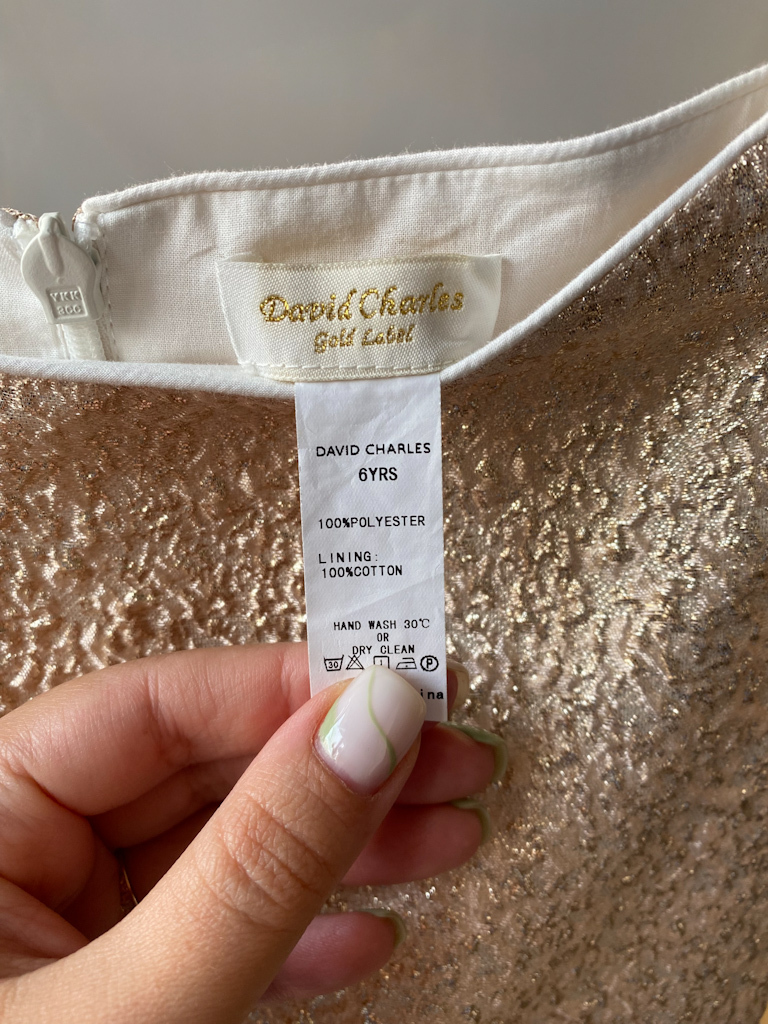 David Charles
Gold Label
YKK
DAVID CHARLES
6YRS
100%POLYESTER
LINING:
100%COTTON
HAND WASH 30℃
OR
DRY CLEAN
30 P